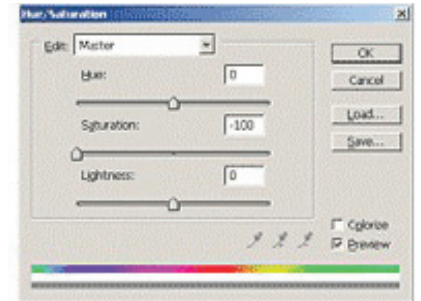 Hue/Saturation
Edit: Master
OK
Hue: 0
Cancel
Load...
Saturation: -100
Save...
Lightness: 0
Colorize
Preview